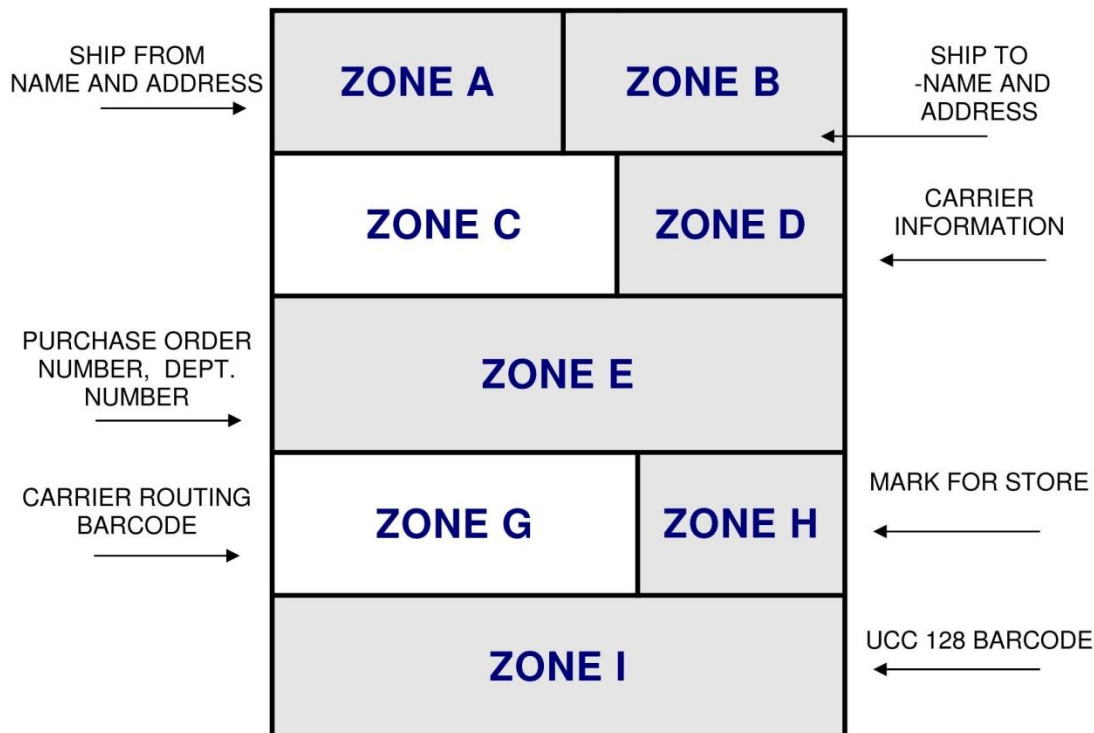 SHIP FROM
NAME AND ADDRESS
ZONE A
ZONE B
SHIP TO
-NAME AND
ADDRESS
ZONE C
ZONE D
CARRIER
INFORMATION
PURCHASE ORDER
NUMBER, DEPT.
NUMBER
ZONE E
CARRIER ROUTING
BARCODE
ZONE G
ZONE H
MARK FOR STORE
ZONE I
UCC 128 BARCODE